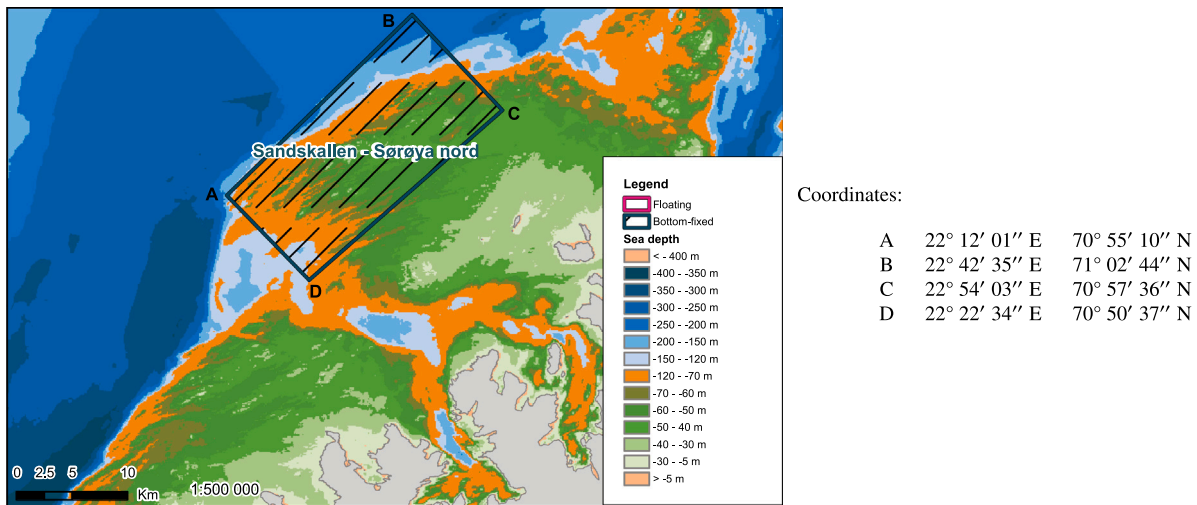 B
C
Sandskallen - Sørøya nord
A
D
0 2.5 5 10
Km
1:500 000
Legend
Floating
Bottom-fixed
Sea depth
< - 400 m
-400 - -350 m
-350 - -300 m
-300 - -250 m
-250 - -200 m
-200 - -150 m
-150 - -120 m
-120 - -70 m
-70 - -60 m
-60 - -50 m
-50 - 40 m
-40 - -30 m
-30 - -5 m
> -5 m
Coordinates:
A 22° 12′ 01″ E 70° 55′ 10″ N
B 22° 42′ 35″ E 71° 02′ 44″ N
C 22° 54′ 03″ E 70° 57′ 36″ N
D 22° 22′ 34″ E 70° 50′ 37″ N